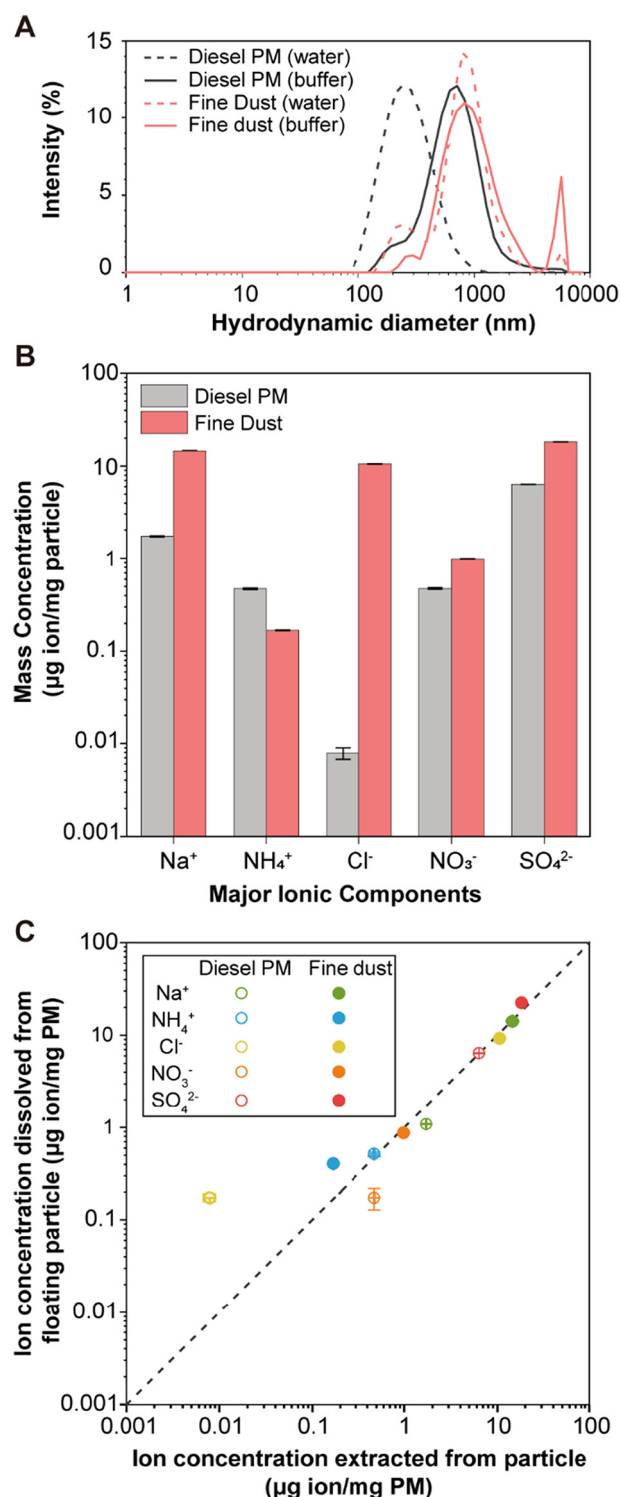 A
15
10
5
0
Intensity (%)
Diesel PM (water)
Diesel PM (buffer)
Fine Dust (water)
Fine dust (buffer)
1
10
100
1000
10000
Hydrodynamic diameter (nm)
B
100
10
1
0.1
0.01
0.001
Mass Concentration
(µg ion/mg particle)
Diesel PM
Fine Dust
Na⁺
NH₄⁺
Cl⁻
NO₃⁻
SO₄²⁻
Major Ionic Components
C
100
10
1
0.1
0.01
0.001
Ion concentration dissolved from
floating particle (µg ion/mg PM)
Diesel PM Fine dust
Na⁺
NH₄⁺
Cl⁻
NO₃⁻
SO₄²⁻
0.001
0.01
0.1
1
10
100
Ion concentration extracted from particle
(µg ion/mg PM)